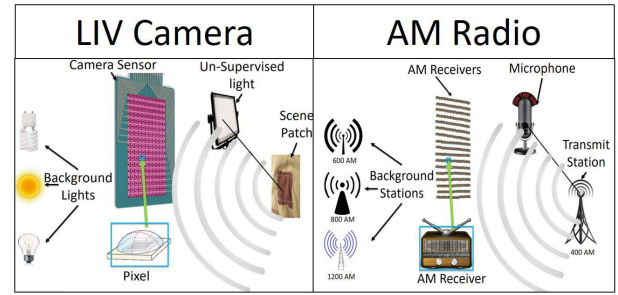 LIV Camera
AM Radio
Camera Sensor
Un-Supervised
light
Scene
Patch
Background
Lights
Pixel
AM Receivers
Microphone
Transmit
Station
600 AM
Background
Stations
800 AM
1200 AM
400 AM
AM Receiver